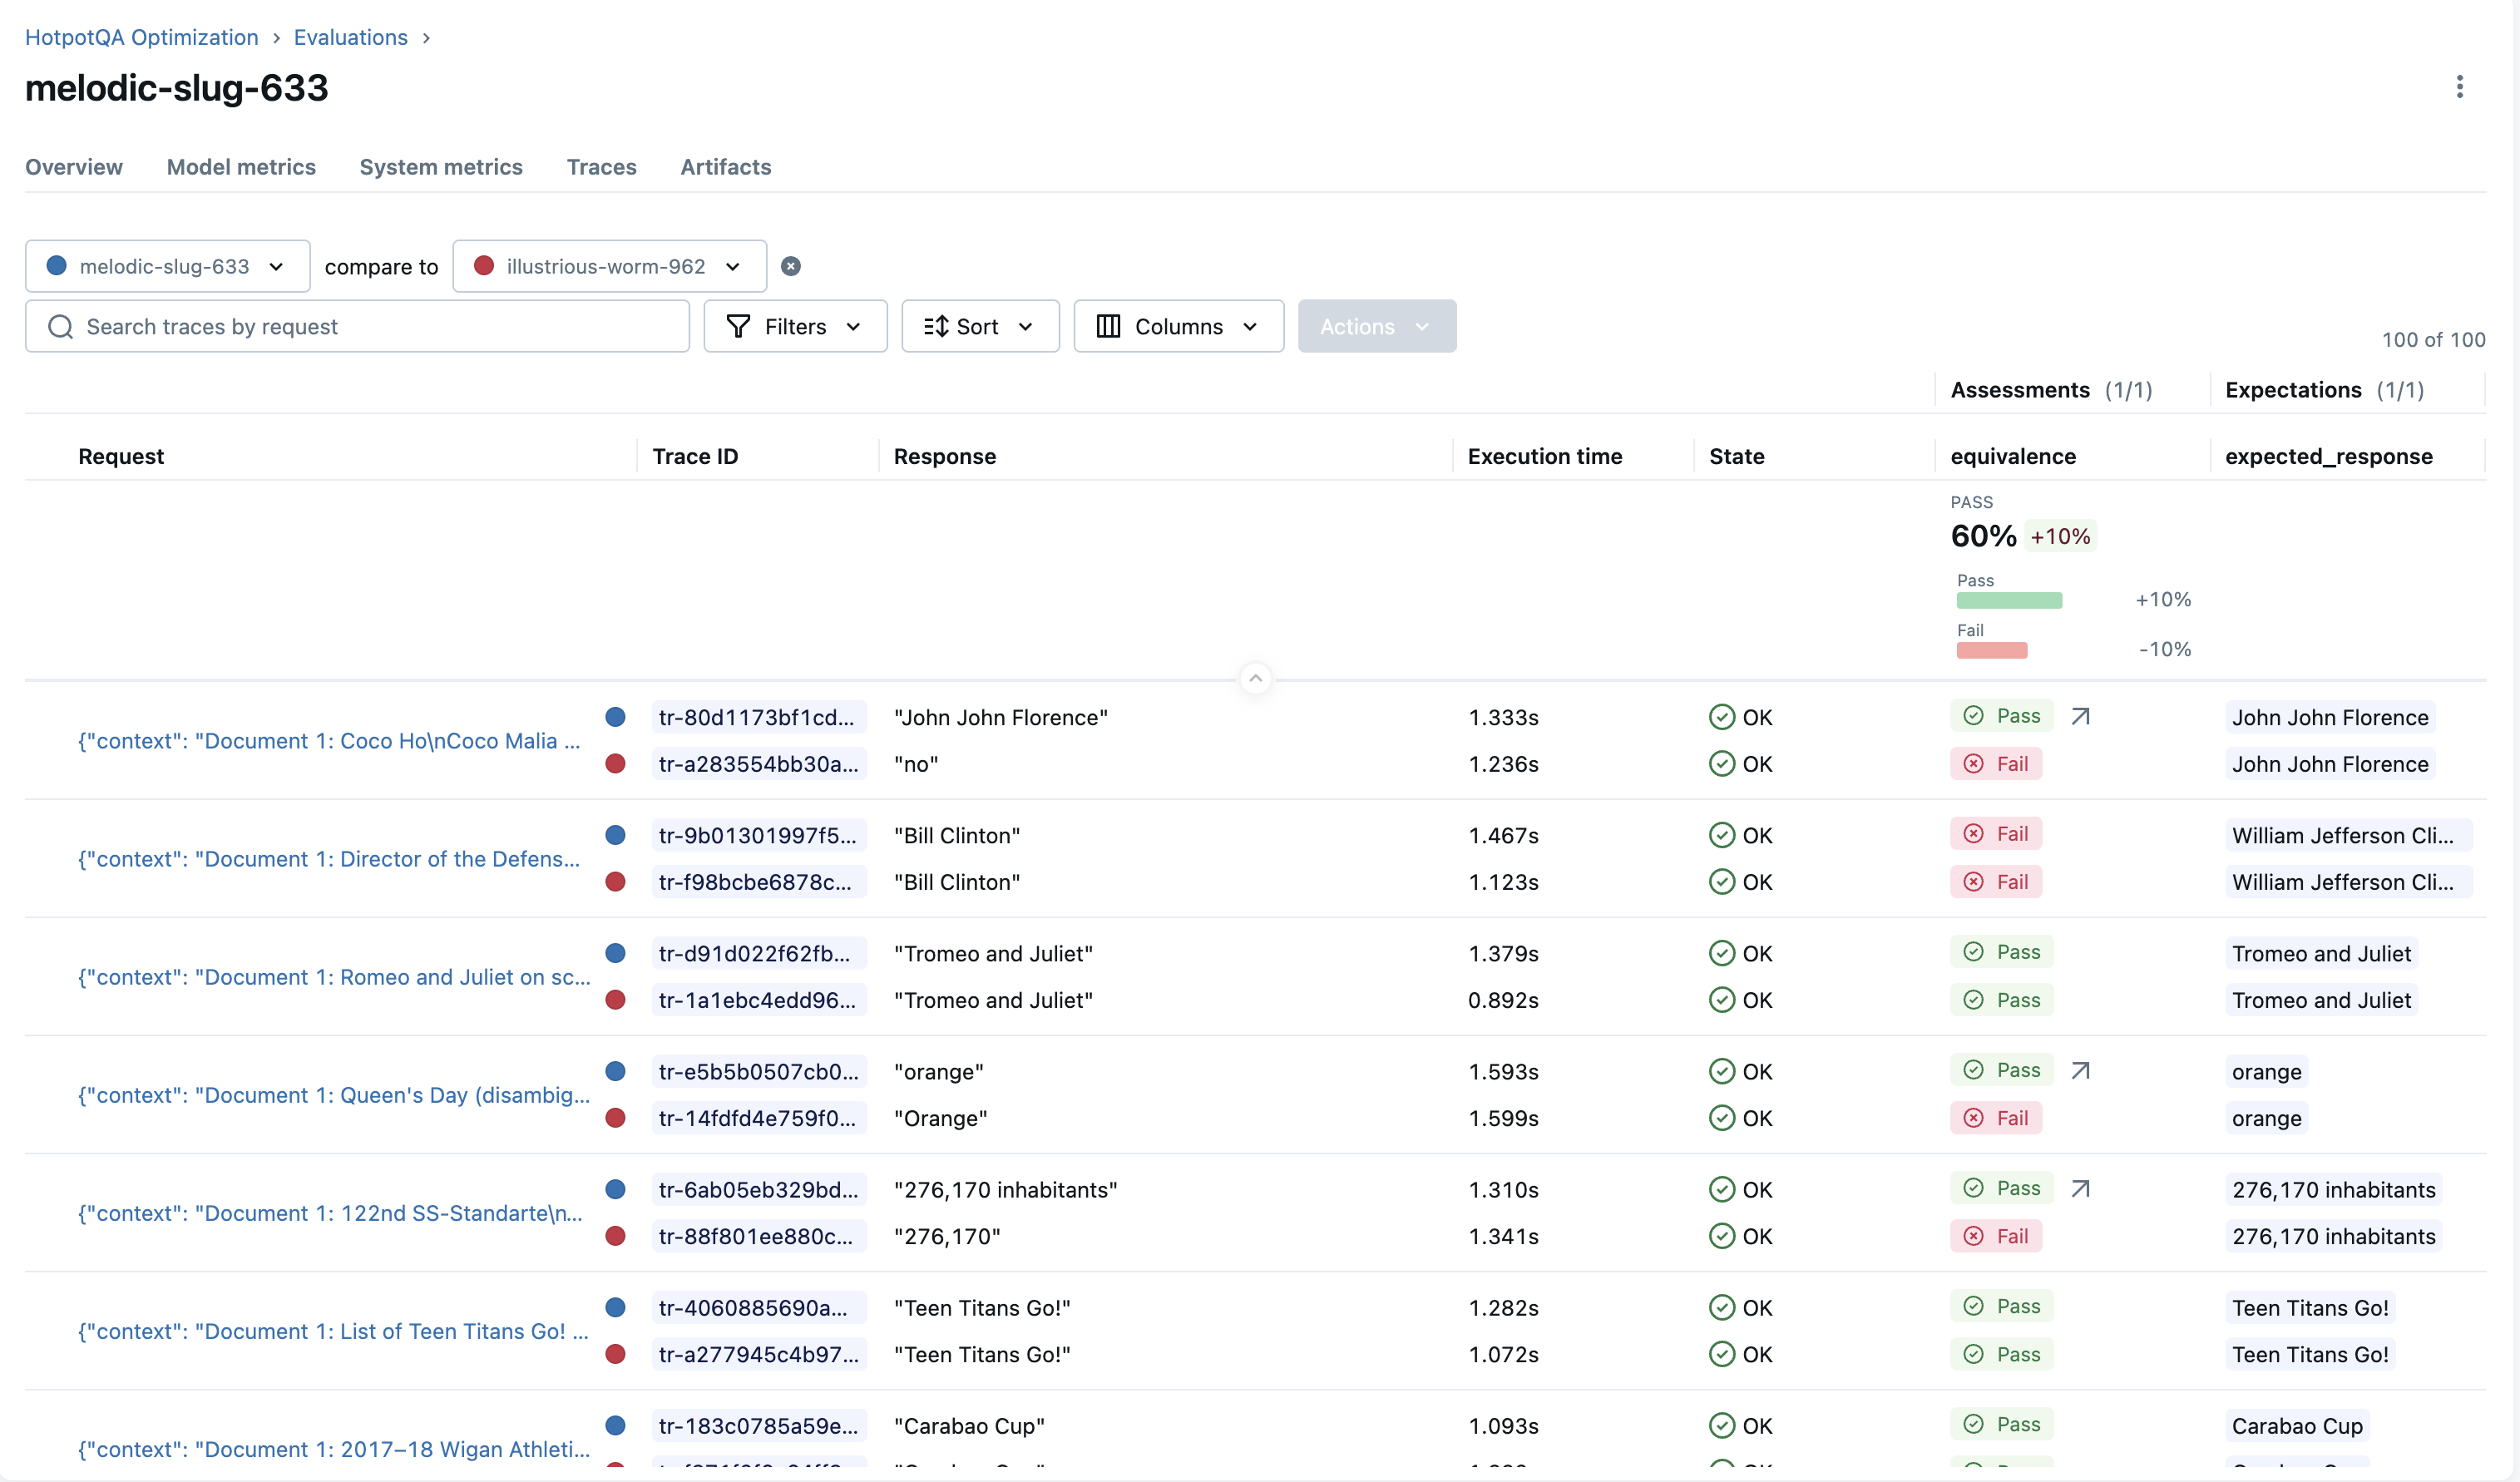 HotpotQA Optimization › Evaluations ›
melodic-slug-633
Overview Model metrics System metrics Traces Artifacts
melodic-slug-633 compare to illustrious-worm-962
Search traces by request Filters Sort Columns Actions
100 of 100
Assessments (1/1) Expectations (1/1)
Request Trace ID Response Execution time State equivalence expected_response
PASS
60% +10%
Pass
+10%
Fail
-10%
{"context": "Document 1: Coco Ho\nCoco Malia ...
tr-80d1173bf1cd... "John John Florence" 1.333s OK Pass John John Florence
tr-a283554bb30a... "no" 1.236s OK Fail John John Florence
{"context": "Document 1: Director of the Defens...
tr-9b01301997f5... "Bill Clinton" 1.467s OK Fail William Jefferson Cli...
tr-f98bcbe6878c... "Bill Clinton" 1.123s OK Fail William Jefferson Cli...
{"context": "Document 1: Romeo and Juliet on sc...
tr-d91d022f62fb... "Tromeo and Juliet" 1.379s OK Pass Tromeo and Juliet
tr-1a1ebc4edd96... "Tromeo and Juliet" 0.892s OK Pass Tromeo and Juliet
{"context": "Document 1: Queen's Day (disambig...
tr-e5b5b0507cb0... "orange" 1.593s OK Pass orange
tr-14fdfd4e759f0... "Orange" 1.599s OK Fail orange
{"context": "Document 1: 122nd SS-Standarte\n...
tr-6ab05eb329bd... "276,170 inhabitants" 1.310s OK Pass 276,170 inhabitants
tr-88f801ee880c... "276,170" 1.341s OK Fail 276,170 inhabitants
{"context": "Document 1: List of Teen Titans Go! ...
tr-4060885690a... "Teen Titans Go!" 1.282s OK Pass Teen Titans Go!
tr-a277945c4b97... "Teen Titans Go!" 1.072s OK Pass Teen Titans Go!
{"context": "Document 1: 2017–18 Wigan Athleti...
tr-183c0785a59e... "Carabao Cup" 1.093s OK Pass Carabao Cup